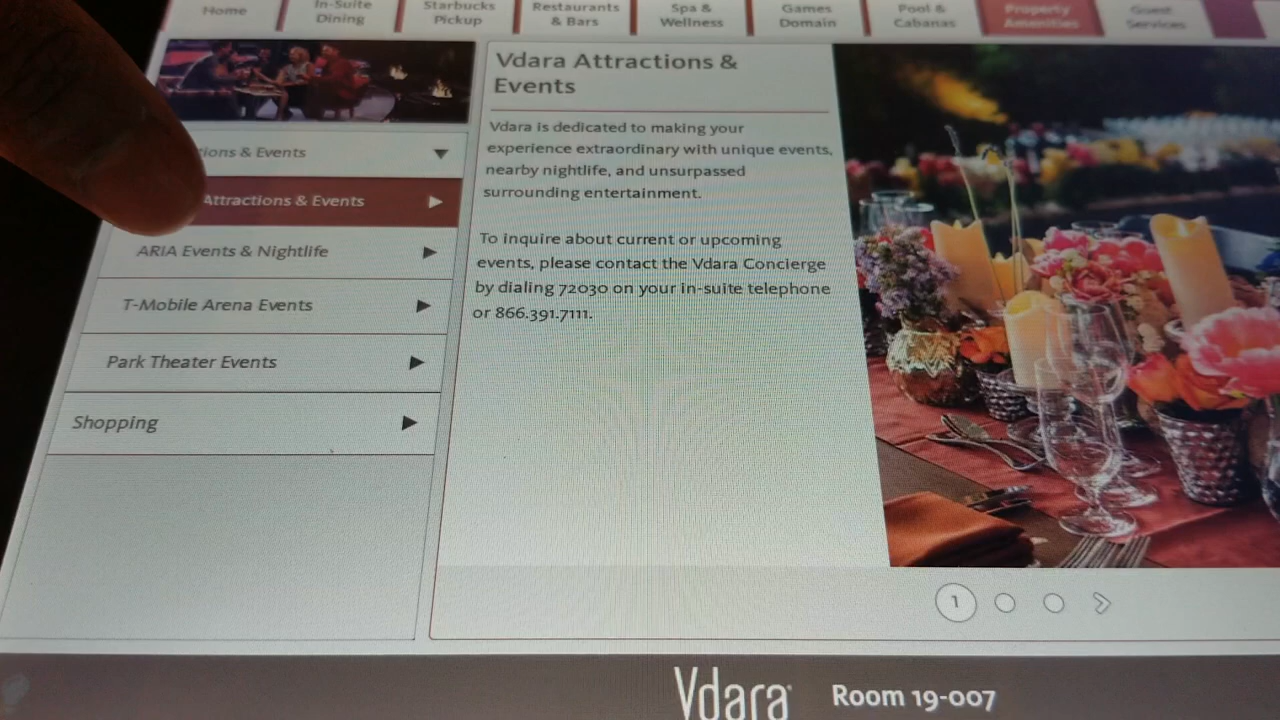 Home
In-Suite
Dining
Starbucks
Pickup
Restaurants
& Bars
Spa &
Wellness
Games
Domain
Pool &
Cabanas
Property
Amenities
Guest
Services
& Events
Attractions & Events
ARIA Events & Nightlife
T-Mobile Arena Events
Park Theater Events
Shopping
Vdara Attractions &
Events
Vdara is dedicated to making your
experience extraordinary with unique events,
nearby nightlife, and unsurpassed
surrounding entertainment.
To inquire about current or upcoming
events, please contact the Vdara Concierge
by dialing 72030 on your in-suite telephone
or 866.391.7111.
1
Vdara
Room 19-007